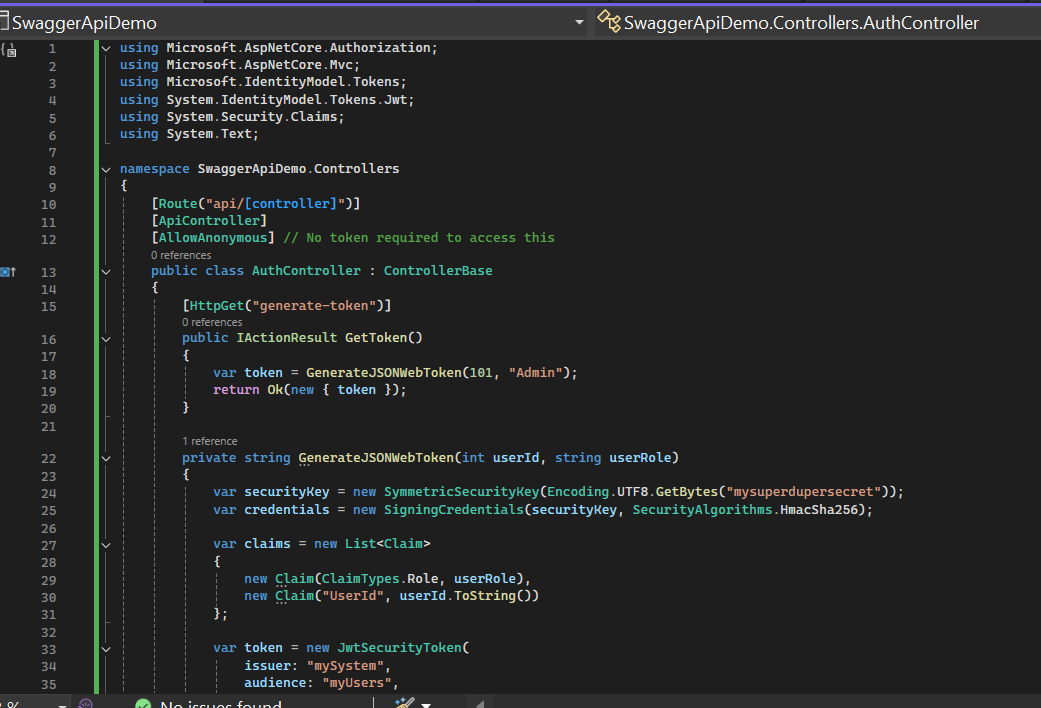 SwaggerApiDemo
SwaggerApiDemo.Controllers.AuthController
1 using Microsoft.AspNetCore.Authorization;
2 using Microsoft.AspNetCore.Mvc;
3 using Microsoft.IdentityModel.Tokens;
4 using System.IdentityModel.Tokens.Jwt;
5 using System.Security.Claims;
6 using System.Text;
7
8 namespace SwaggerApiDemo.Controllers
9 {
10 [Route("api/[controller]")]
11 [ApiController]
12 [AllowAnonymous] // No token required to access this
0 references
13 public class AuthController : ControllerBase
14 {
15 [HttpGet("generate-token")]
0 references
16 public IActionResult GetToken()
17 {
18 var token = GenerateJSONWebToken(101, "Admin");
19 return Ok(new { token });
20 }
21
1 reference
22 private string GenerateJSONWebToken(int userId, string userRole)
23 {
24 var securityKey = new SymmetricSecurityKey(Encoding.UTF8.GetBytes("mysuperdupersecret"));
25 var credentials = new SigningCredentials(securityKey, SecurityAlgorithms.HmacSha256);
26
27 var claims = new List<Claim>
28 {
29 new Claim(ClaimTypes.Role, userRole),
30 new Claim("UserId", userId.ToString())
31 };
32
33 var token = new JwtSecurityToken(
34 issuer: "mySystem",
35 audience: "myUsers",
%
No issues found